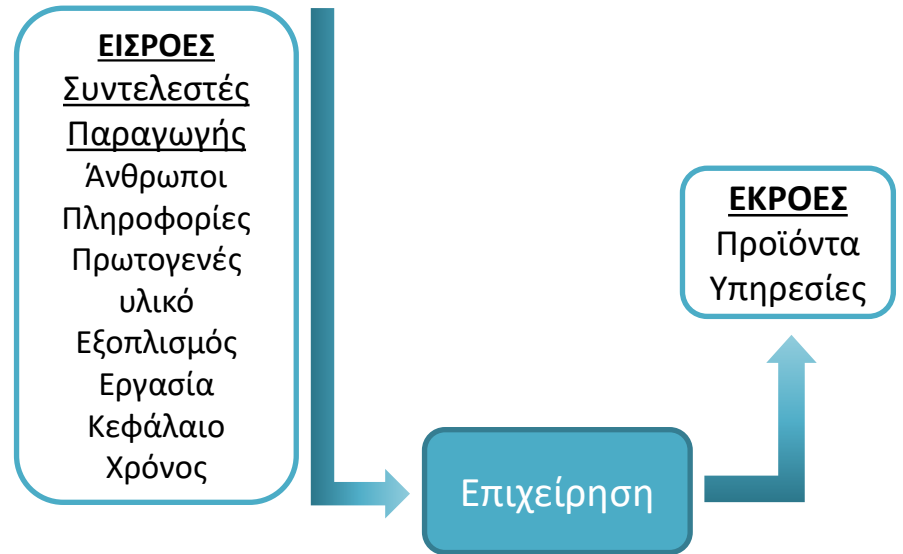 ΕΙΣΡΟΕΣ
Συντελεστές
Παραγωγής
Άνθρωποι
Πληροφορίες
Πρωτογενές
υλικό
Εξοπλισμός
Εργασία
Κεφάλαιο
Χρόνος
Επιχείρηση
ΕΚΡΟΕΣ
Προϊόντα
Υπηρεσίες